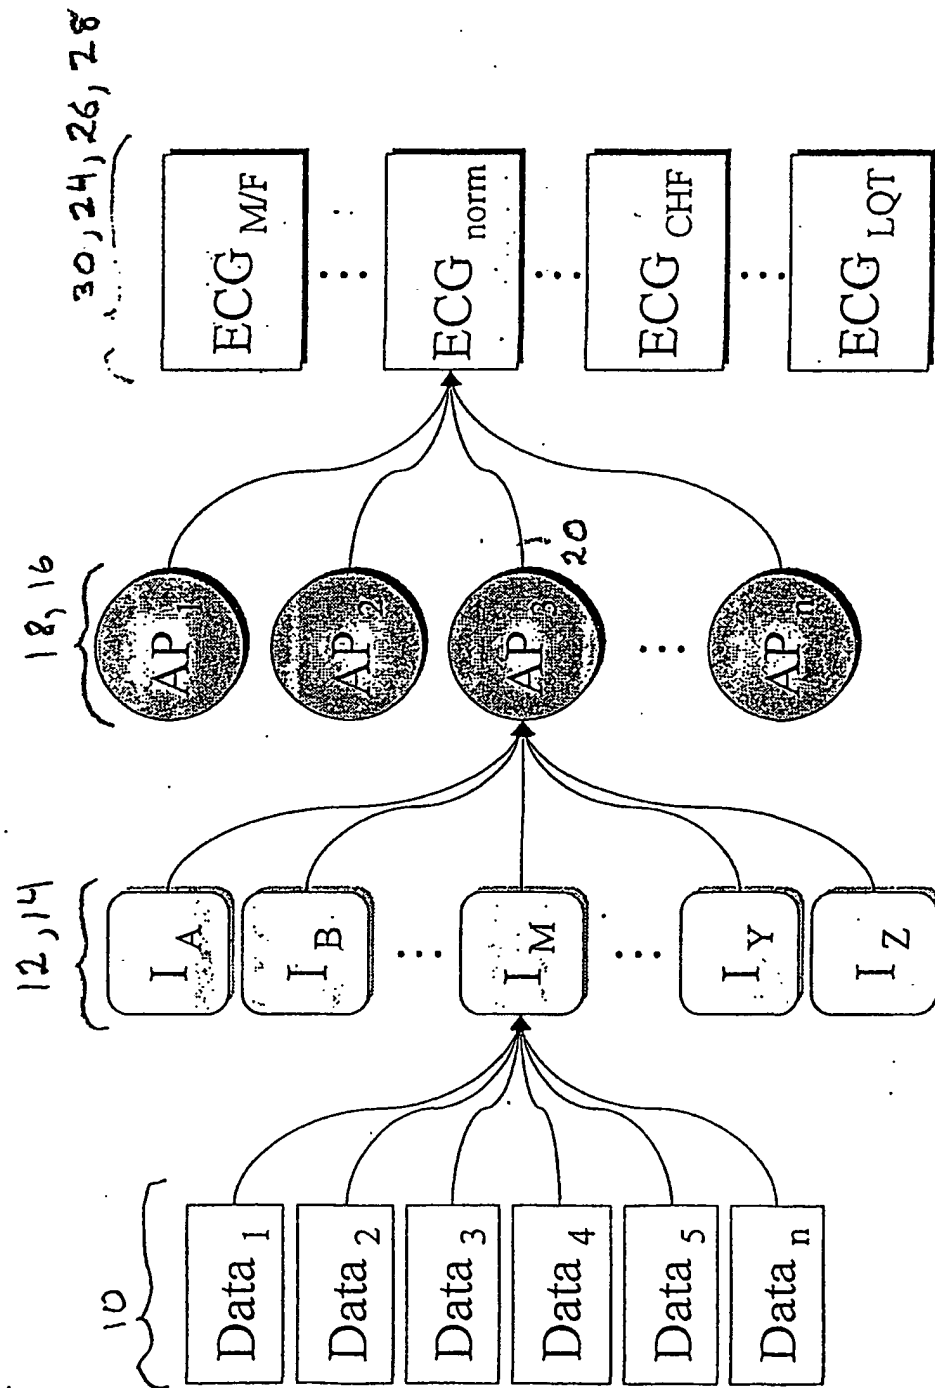 10
Data 1
Data 2
Data 3
Data 4
Data 5
Data n
12, 14
I A
I B
...
I M
...
I Y
I Z
18, 16
AP 1
AP 2
AP 3
...
AP n
20
30, 24, 26, 28
ECG M/F
...
ECG norm
...
ECG CHF
...
ECG LQT